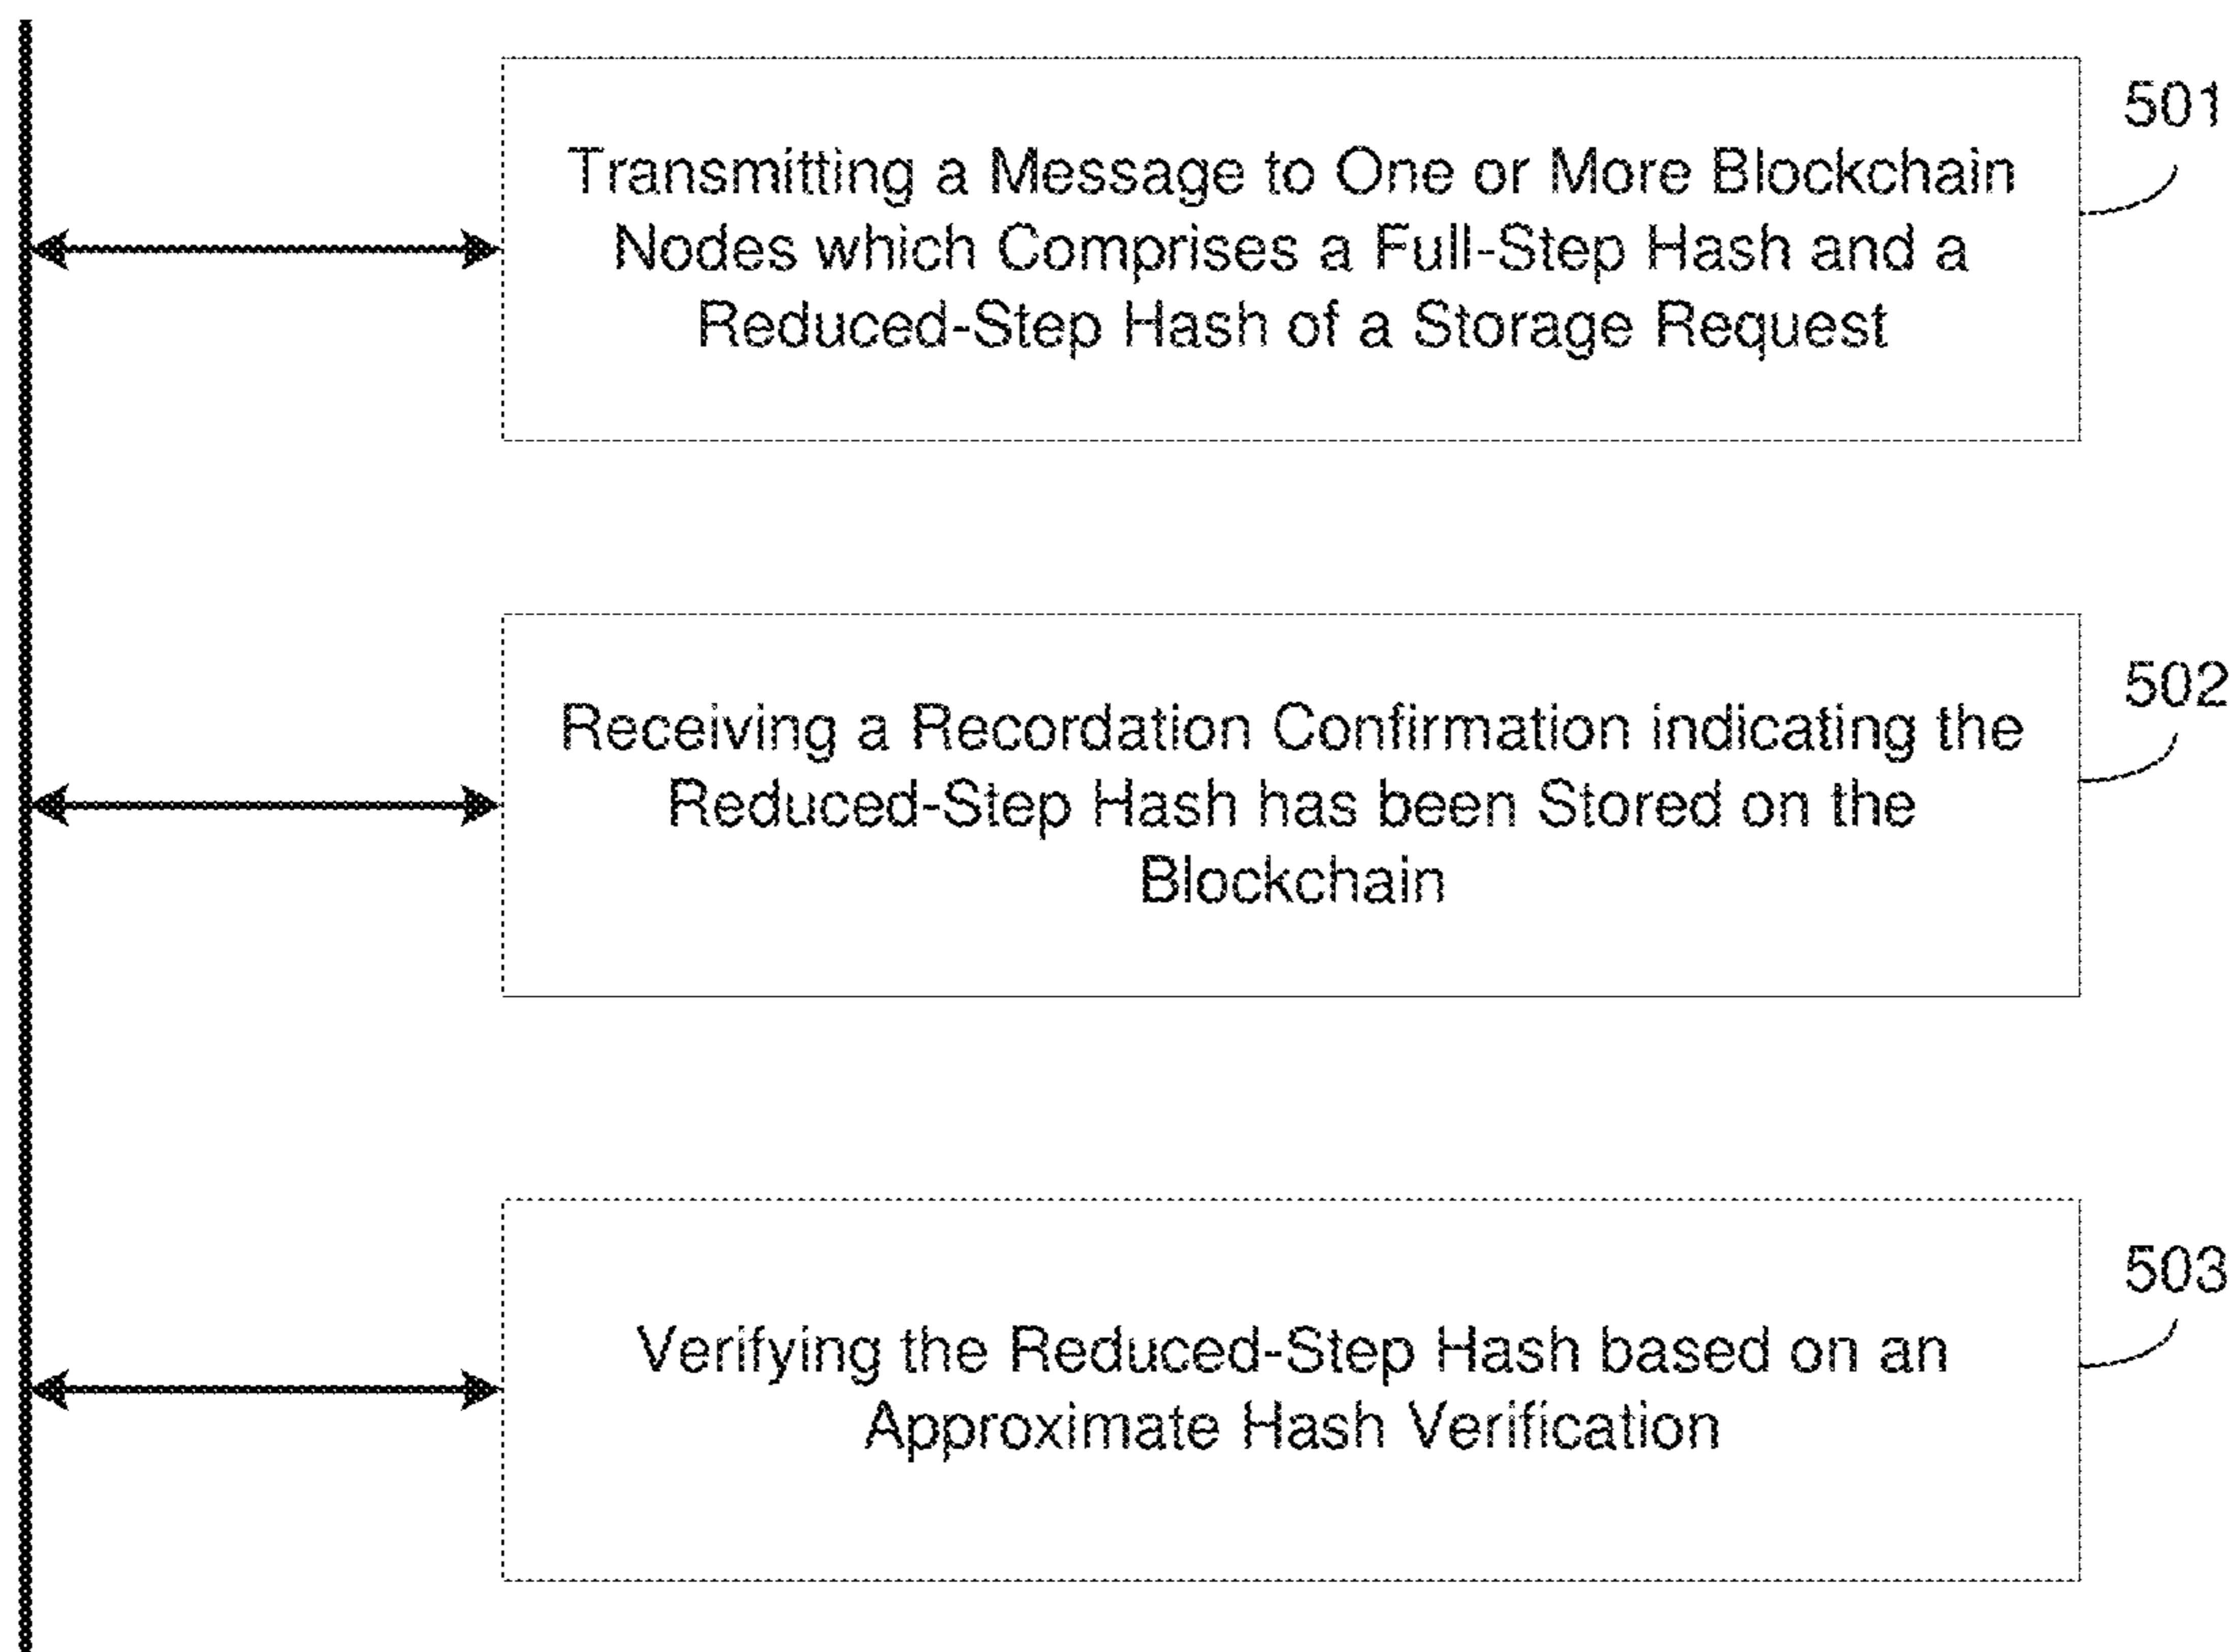 501
Transmitting a Message to One or More Blockchain
Nodes which Comprises a Full-Step Hash and a
Reduced-Step Hash of a Storage Request
502
Receiving a Recordation Confirmation indicating the
Reduced-Step Hash has been Stored on the
Blockchain
503
Verifying the Reduced-Step Hash based on an
Approximate Hash Verification